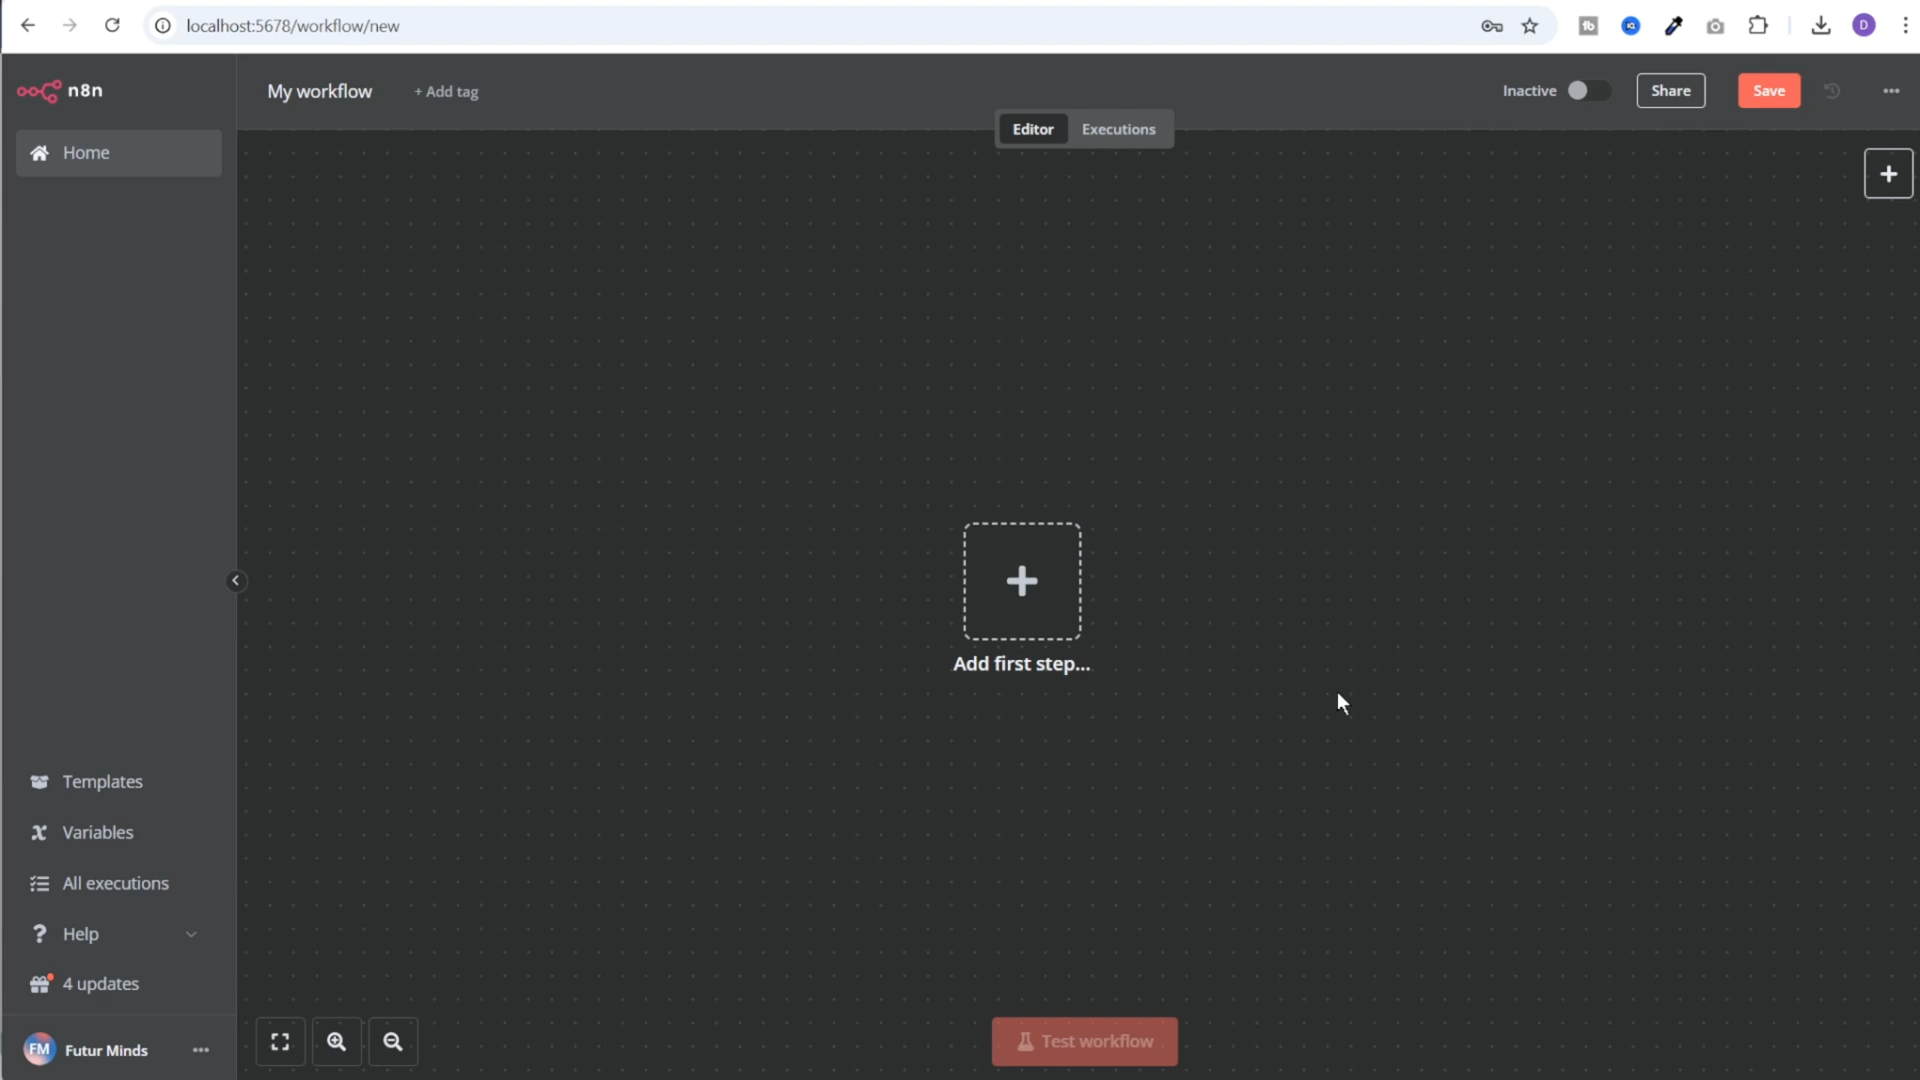 localhost:5678/workflow/new
fb
D
n8n
My workflow
+ Add tag
Inactive
Share
Save
Editor
Executions
Home
Add first step...
Templates
Variables
All executions
Help
4 updates
FM
Futur Minds
Test workflow